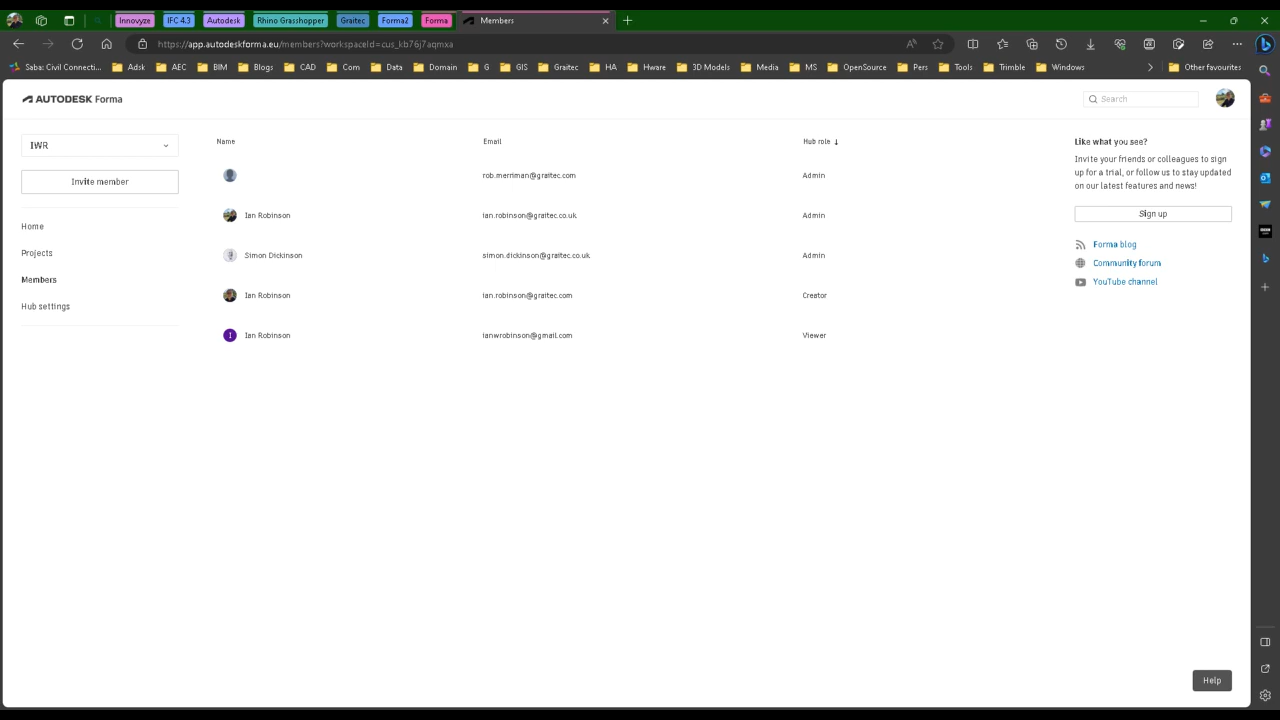 Innovyze IFC 4.3 Autodesk Rhino Grasshopper Graitec Forma2 Forma Members
https://app.autodeskforma.eu/members?workspaceId=cus_kb76j7aqmxa
Saba: Civil Connecti... Adsk AEC BIM Blogs CAD Com Data Domain G GIS Graitec HA Hware 3D Models Media MS OpenSource Pers Tools Trimble Windows Other favourites
AUTODESK Forma
Search
IWR
Invite member
Home
Projects
Members
Hub settings
Name Email Hub role ↓
rob.merriman@graitec.com Admin
Ian Robinson ian.robinson@graitec.co.uk Admin
Simon Dickinson simon.dickinson@graitec.co.uk Admin
Ian Robinson ian.robinson@graitec.com Creator
I Ian Robinson ianwrobinson@gmail.com Viewer
Like what you see?
Invite your friends or colleagues to sign
up for a trial, or follow us to stay updated
on our latest features and news!
Sign up
Forma blog
Community forum
YouTube channel
Help